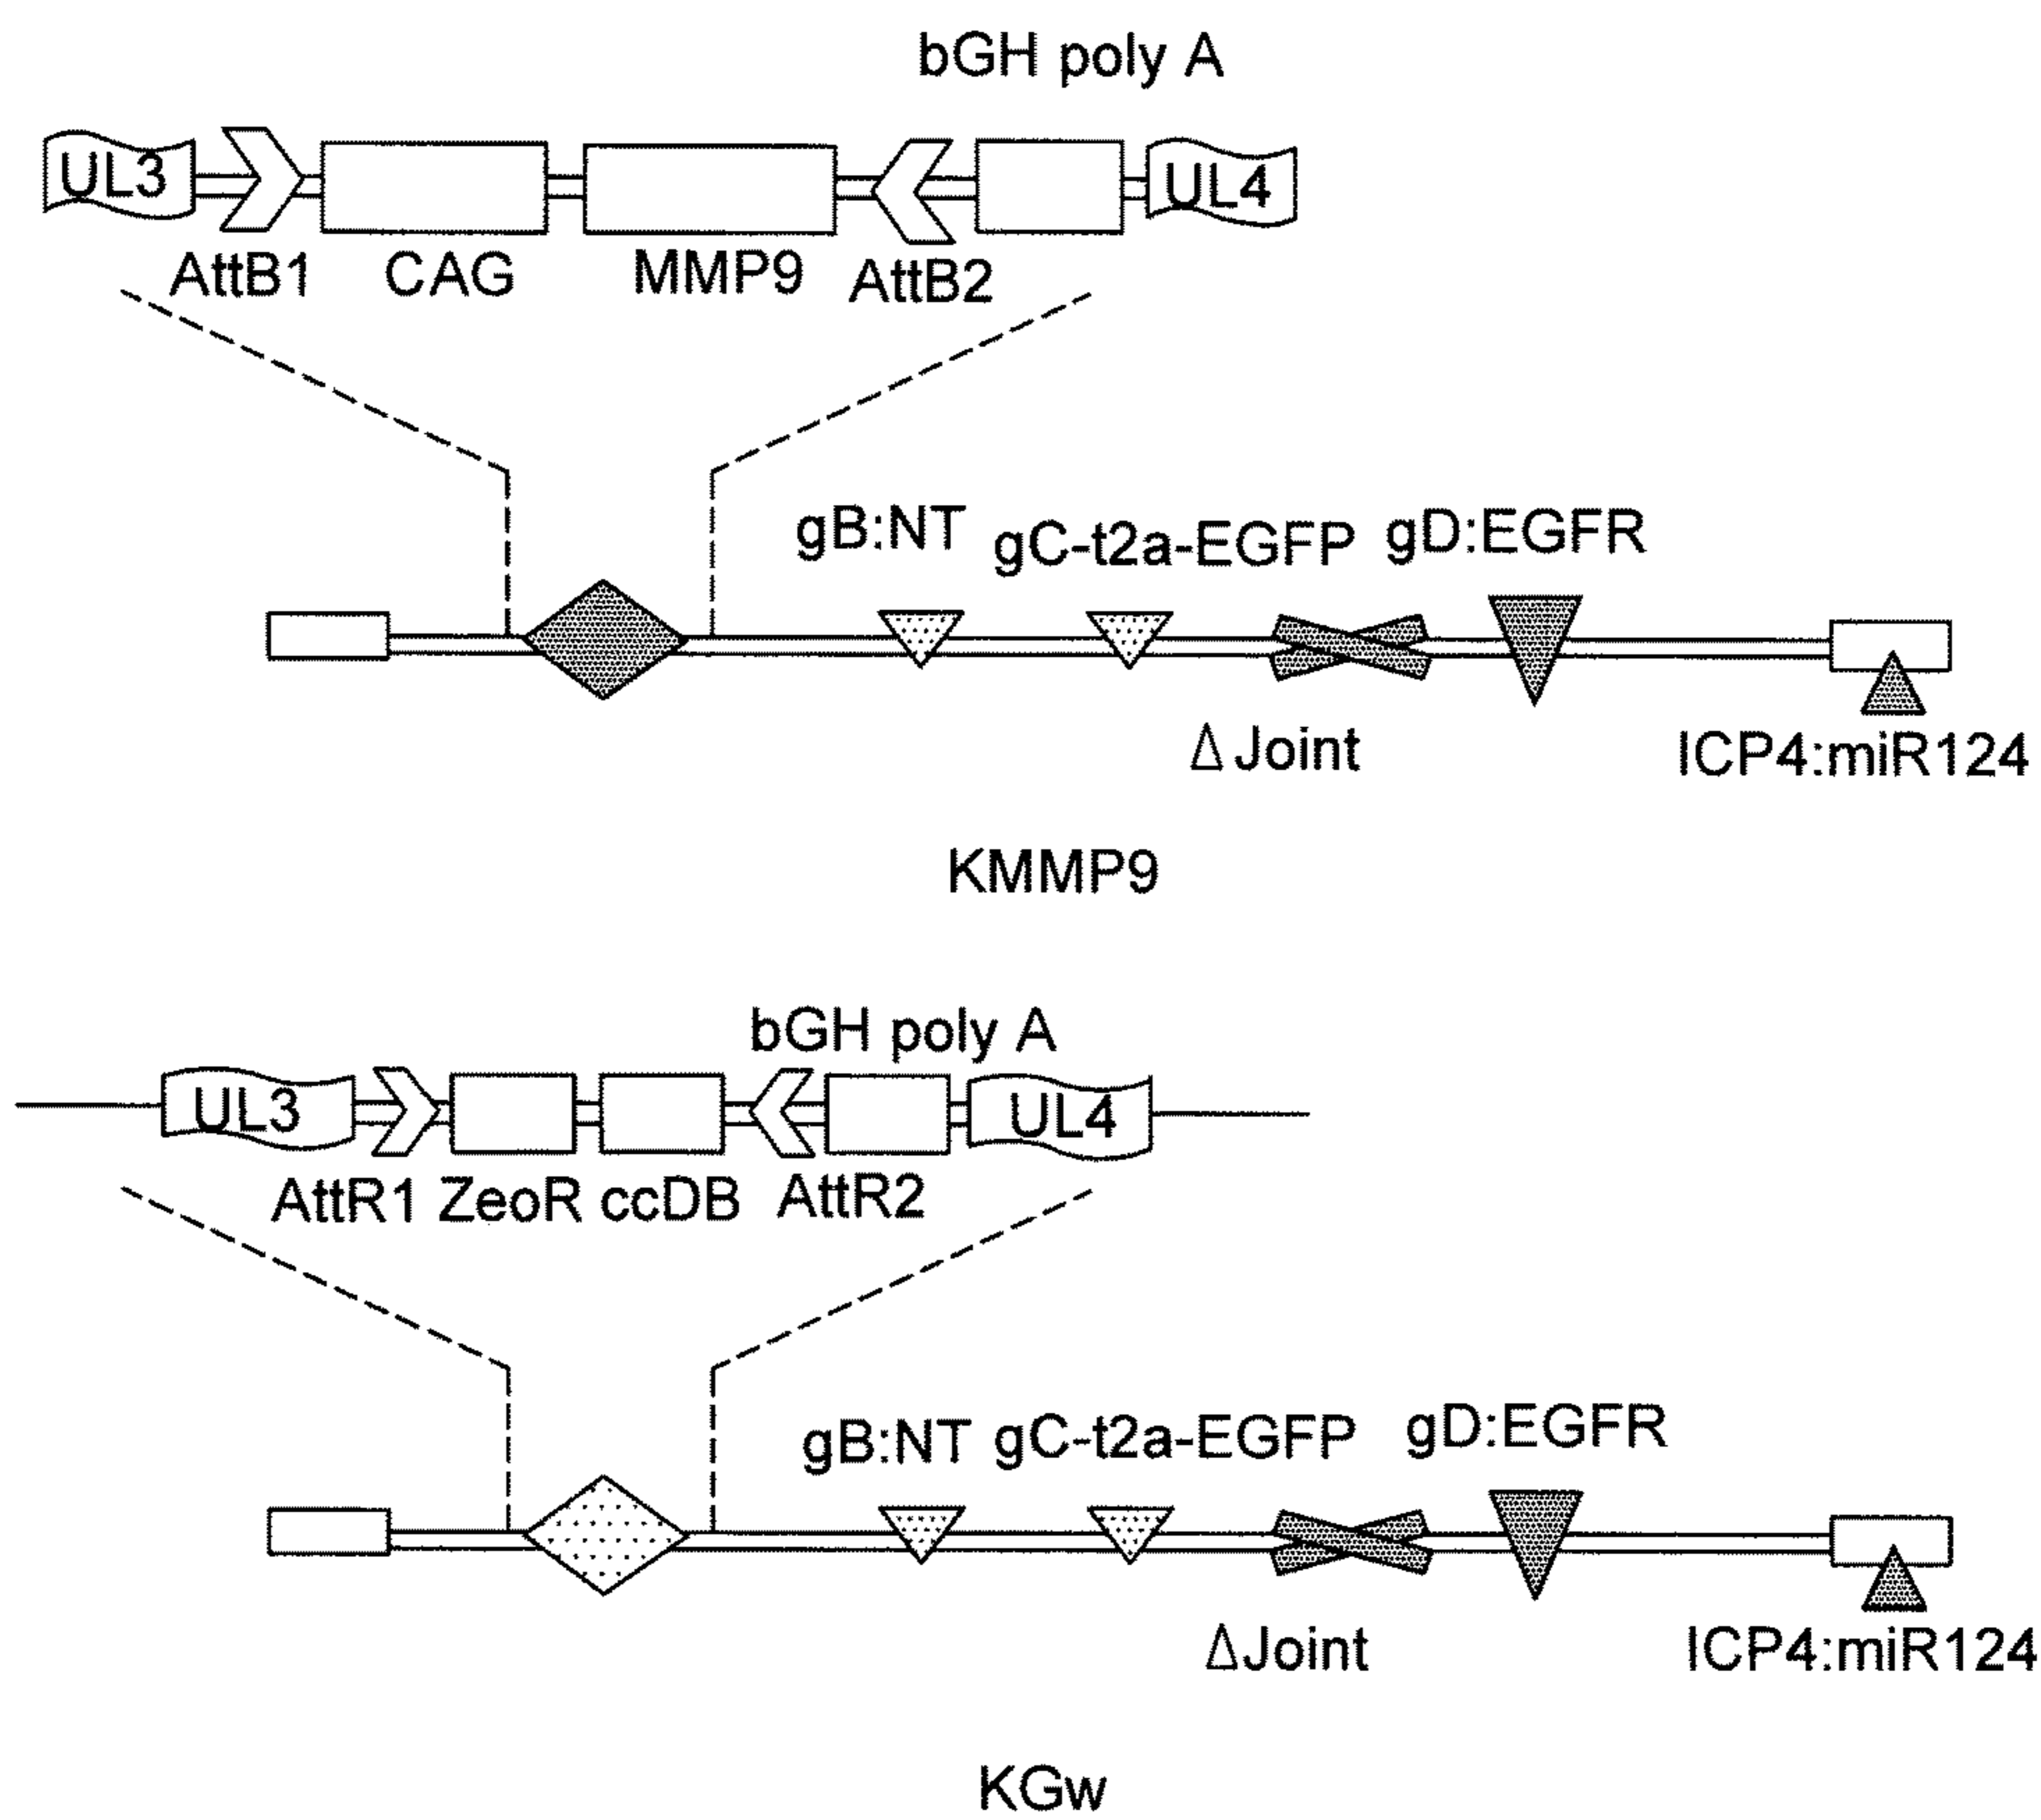 bGH poly A
UL3 UL4
AttB1 CAG MMP9 AttB2
gB:NT gC-t2a-EGFP gD:EGFR
Δ Joint ICP4:miR124
KMMP9
bGH poly A
UL3 UL4
AttR1 ZeoR ccDB AttR2
gB:NT gC-t2a-EGFP gD:EGFR
ΔJoint ICP4:miR124
KGw